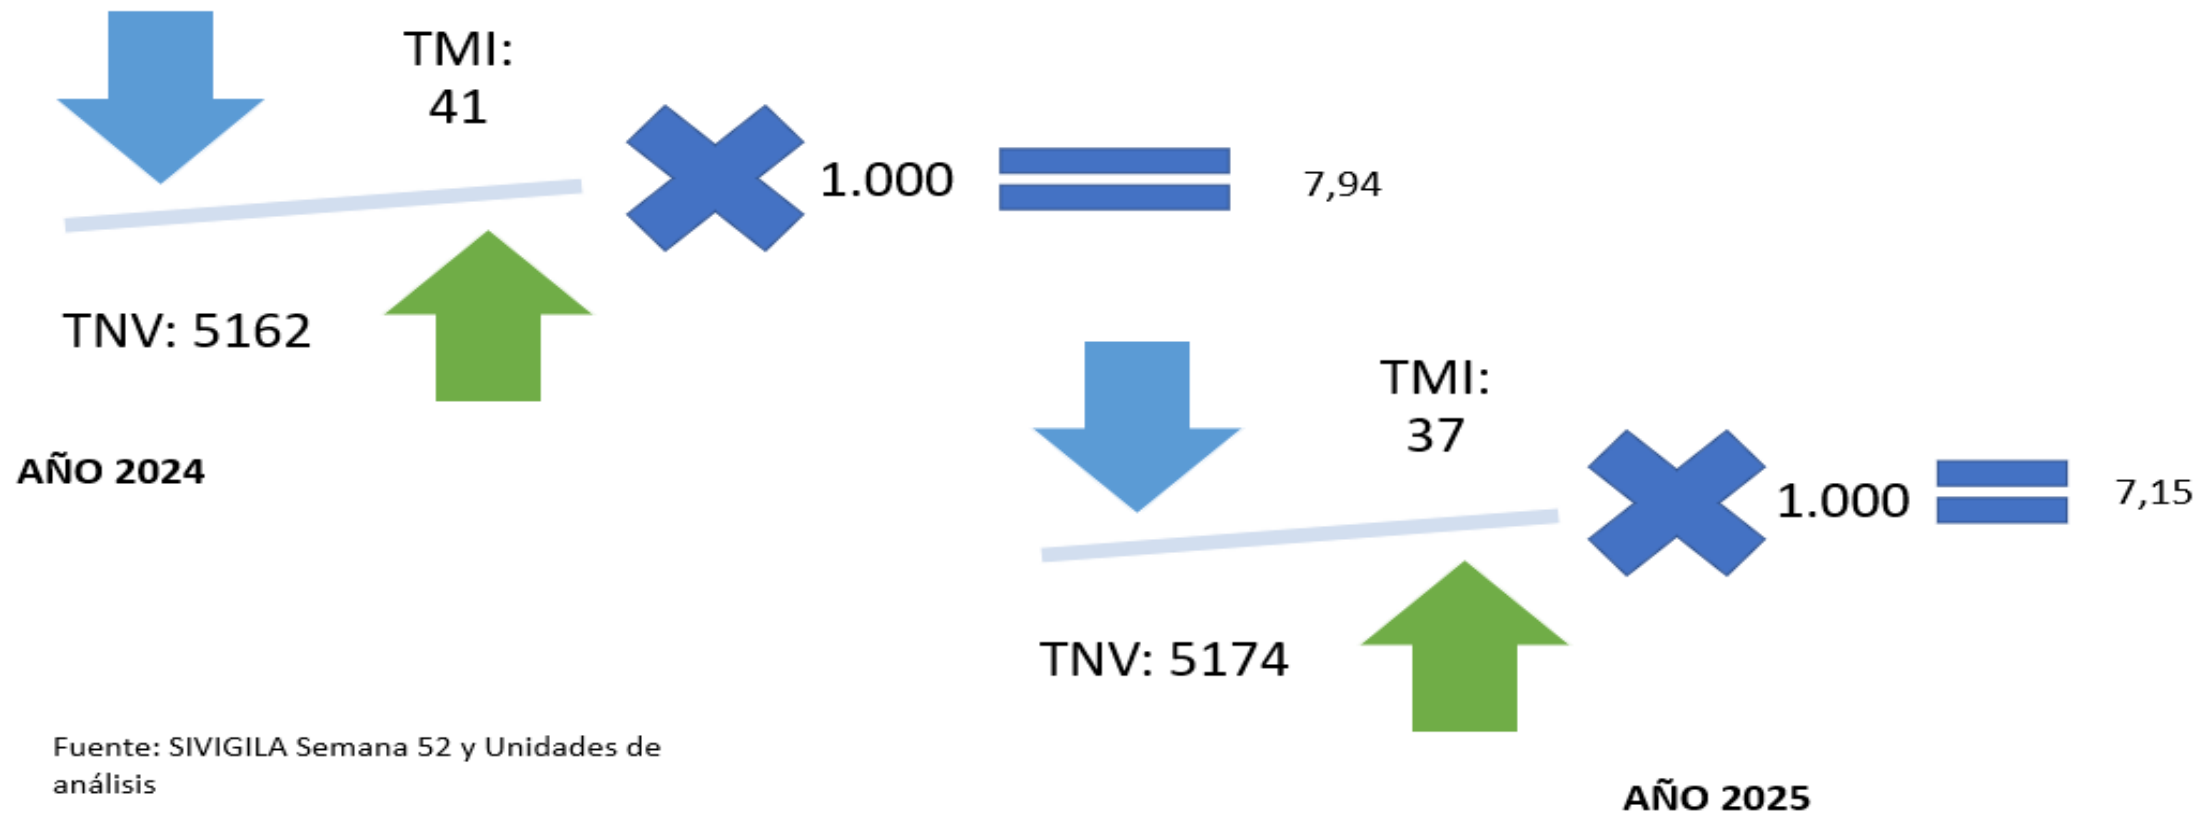 TMI:
41
1.000
7,94
TNV: 5162
AÑO 2024
TMI:
37
1.000
7,15
TNV: 5174
Fuente: SIVIGILA Semana 52 y Unidades de
análisis
AÑO 2025